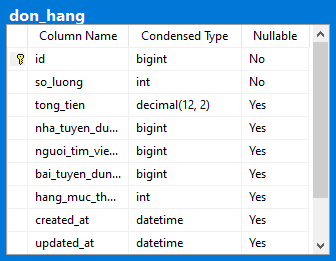 don_hang
Column Name Condensed Type Nullable
id bigint No
so_luong int No
tong_tien decimal(12, 2) Yes
nha_tuyen_du... bigint Yes
nguoi_tim_vie... bigint Yes
bai_tuyen_dun... bigint Yes
hang_muc_th... int Yes
created_at datetime Yes
updated_at datetime Yes